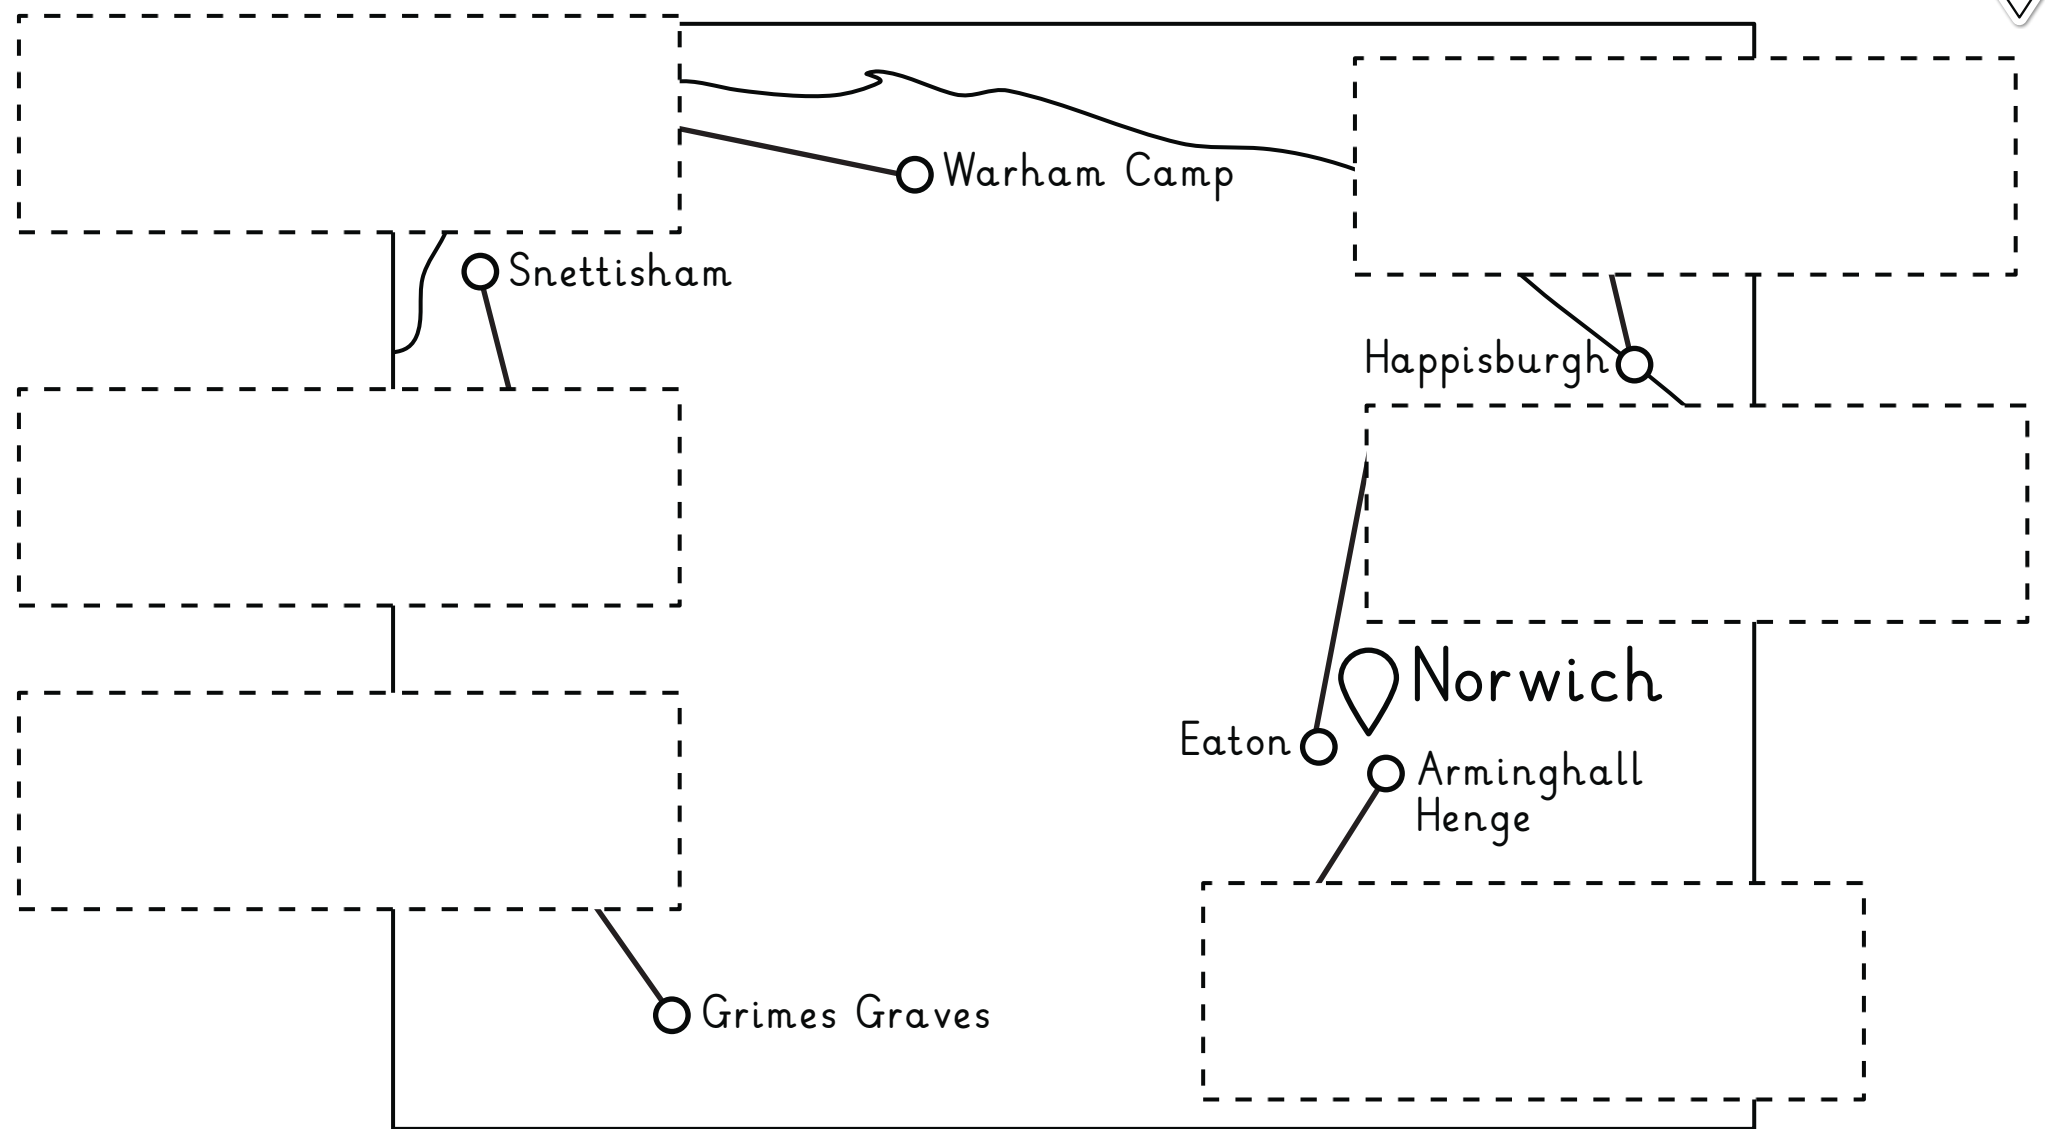 Warham Camp
Snettisham
Happisburgh
Norwich
Eaton
Arminghall
Henge
Grimes Graves